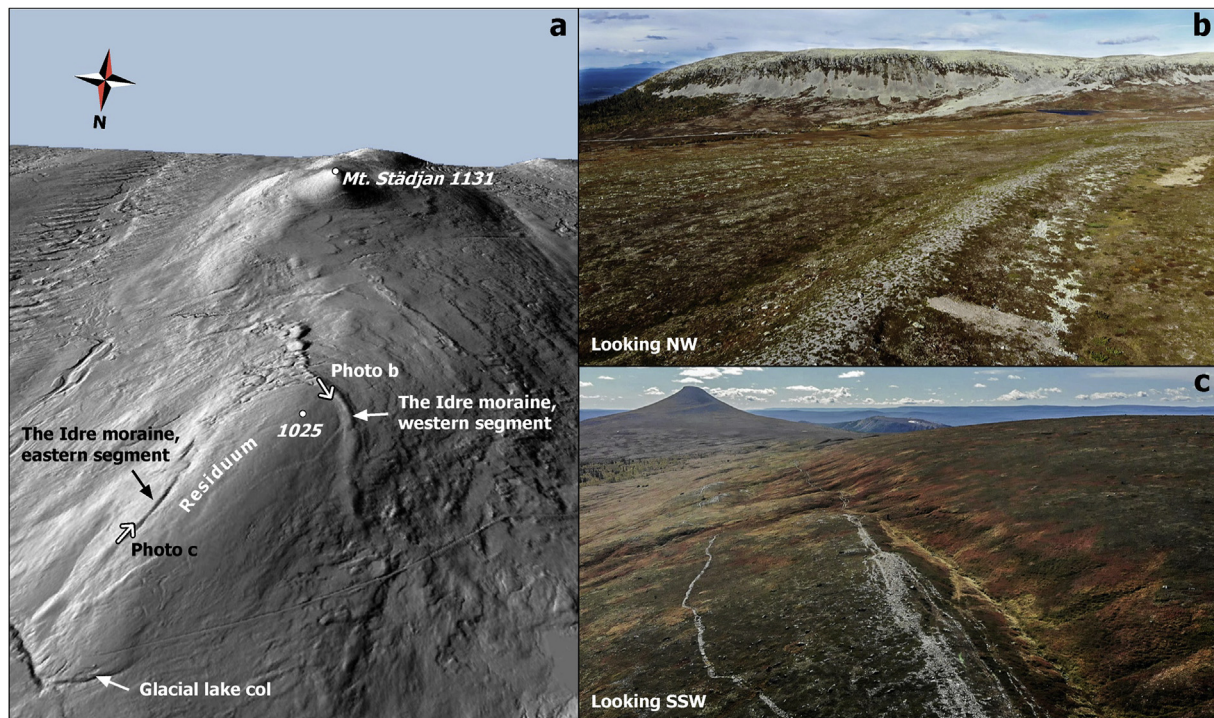 a
N
Mt. Städjan 1131
Photo b
The Idre moraine,
western segment
1025
The Idre moraine,
eastern segment
Residuum
Photo c
Glacial lake col
b
Looking NW
c
Looking SSW